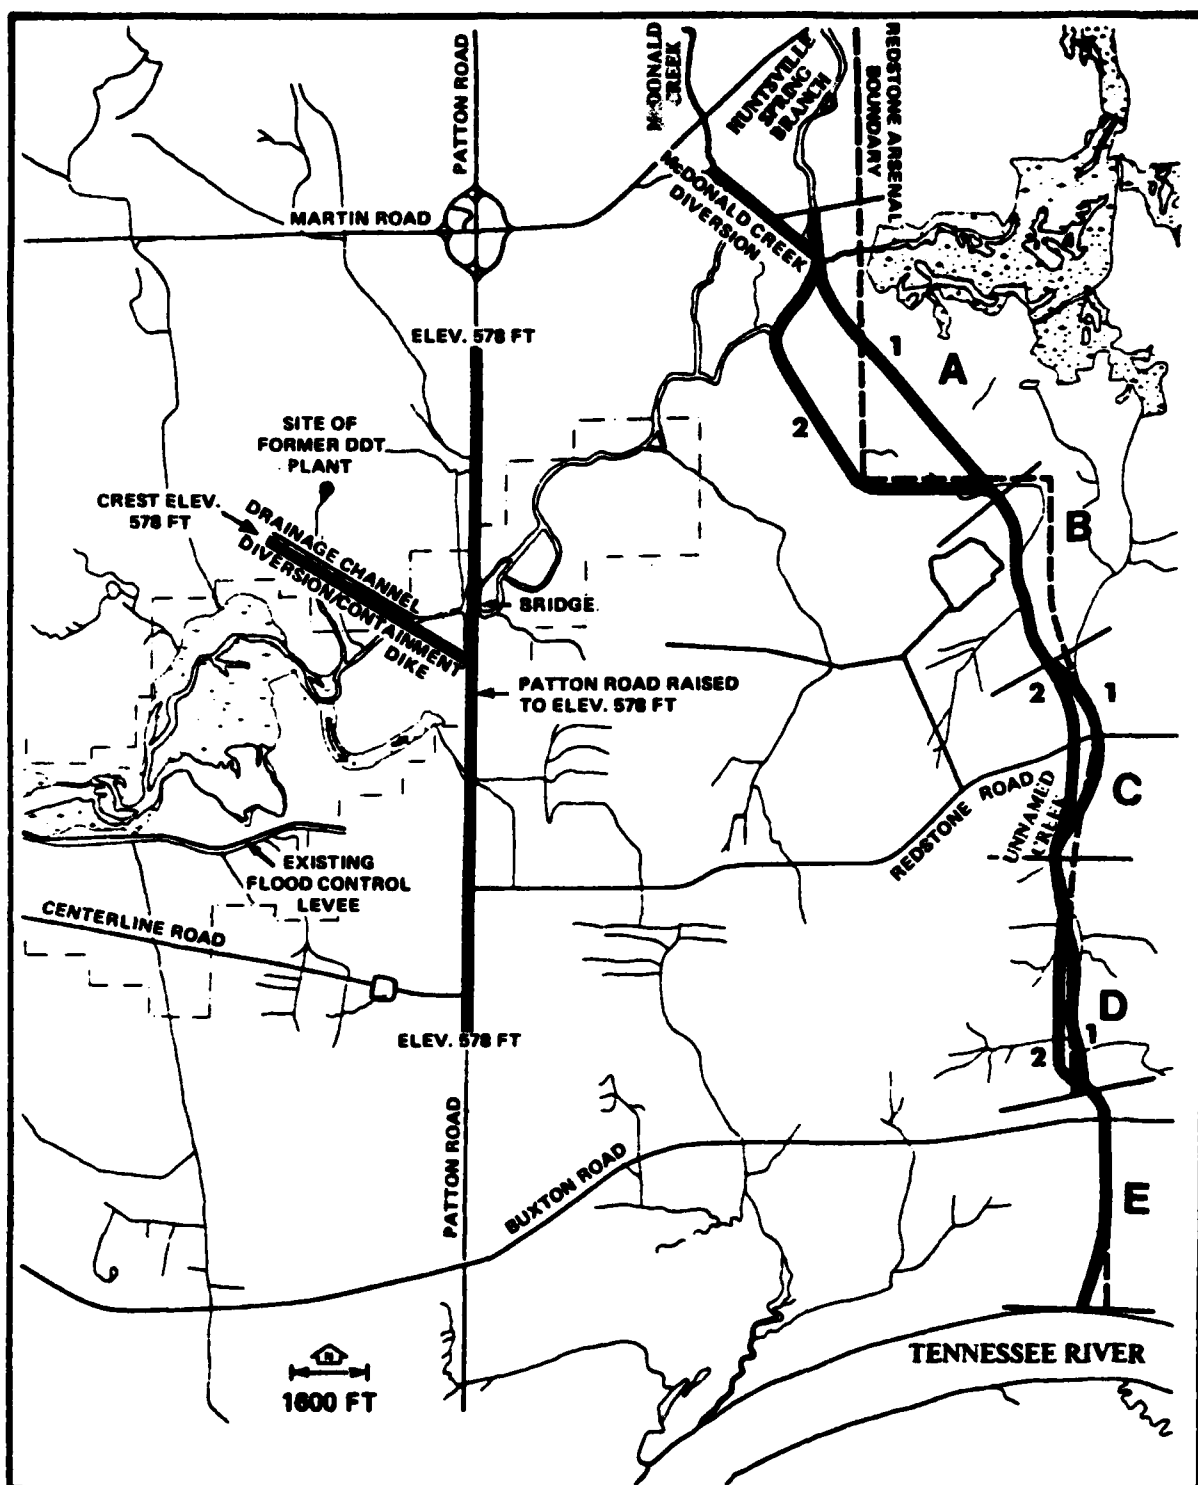 PATTON ROAD
McDONALD
CREEK
HUNTSVILLE
SPRING
BRANCH
REDSTONE ARSENAL
BOUNDARY
McDONALD CREEK
DIVERSION
MARTIN ROAD
ELEV. 578 FT
1
A
2
SITE OF
FORMER DDT
PLANT
CREST ELEV.
578 FT
DRAINAGE CHANNEL
DIVERSION/CONTAINMENT
DIKE
B
BRIDGE
PATTON ROAD RAISED
TO ELEV. 578 FT
2
1
C
UNNAMED
CREEK
REDSTONE ROAD
EXISTING
FLOOD CONTROL
LEVEE
CENTERLINE ROAD
D
1
2
ELEV. 578 FT
PATTON ROAD
BUXTON ROAD
E
N
1600 FT
TENNESSEE RIVER